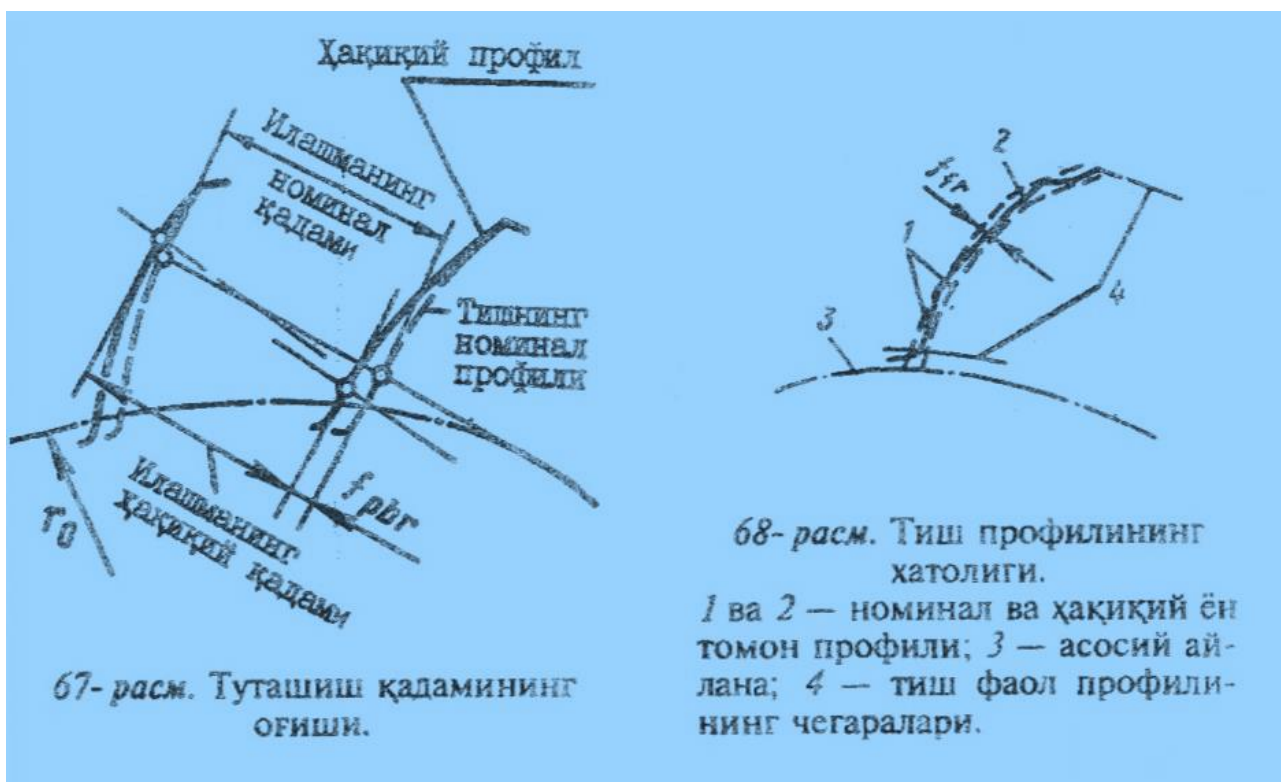 Ҳақиқий профил
Илашманинг
номинал
қадами
Тишнинг
номинал
профили
Илашманинг
ҳақиқий қадами
f pbr
r0
67- расм. Туташиш қадамининг
оғиши.
2
f fr
1
3
4
68- расм. Тиш профилининг
хатолиги.
1 ва 2 — номинал ва ҳақиқий ён
томон профили; 3 — асосий ай-
лана; 4 — тиш фаол профили-
нинг чегаралари.